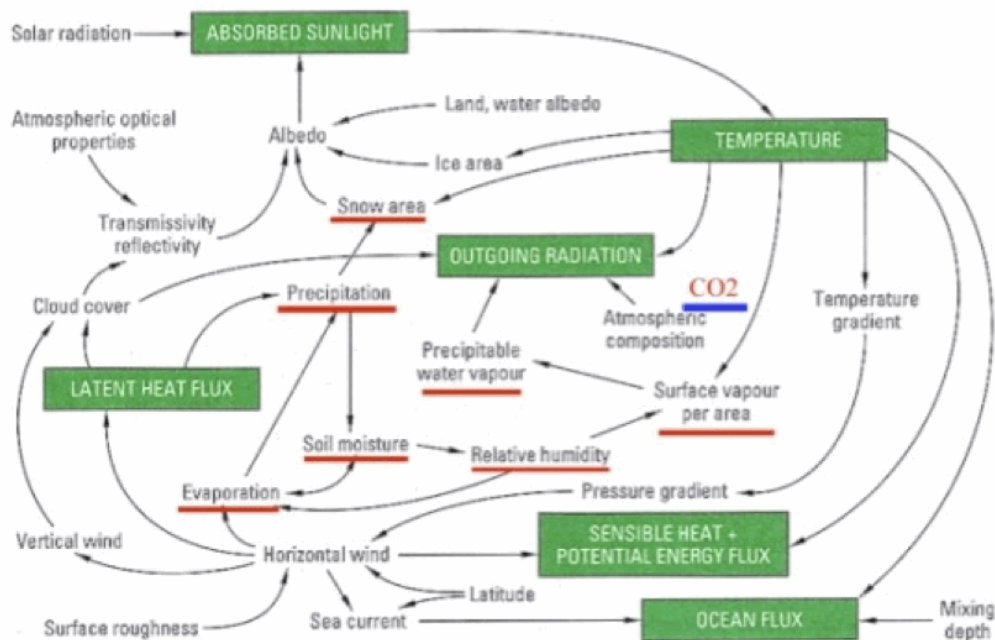 Solar radiation
ABSORBED SUNLIGHT
Land, water albedo
Atmospheric optical
properties
Albedo
TEMPERATURE
Ice area
Snow area
Transmissivity
reflectivity
OUTGOING RADIATION
Cloud cover
Precipitation
CO2
Temperature
gradient
Atmospheric
composition
Precipitable
water vapour
LATENT HEAT FLUX
Surface vapour
per area
Soil moisture
Relative humidity
Evaporation
Pressure gradient
Vertical wind
Horizontal wind
SENSIBLE HEAT +
POTENTIAL ENERGY FLUX
Latitude
Surface roughness
Sea current
OCEAN FLUX
Mixing
depth